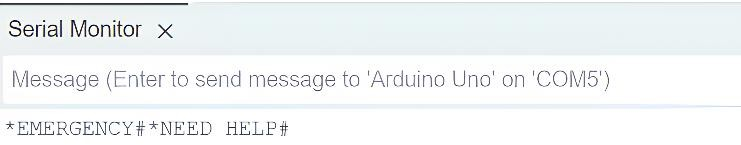 Serial Monitor ×
Message (Enter to send message to 'Arduino Uno' on 'COM5')
*EMERGENCY#*NEED HELP#